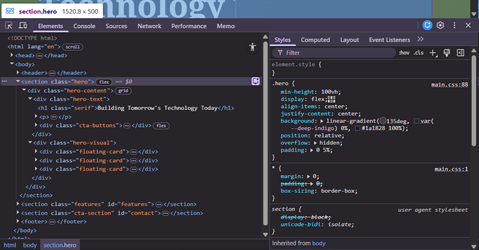 Technology
section.hero 1520.8 × 500
Elements Console Sources Network »
<!DOCTYPE html>
<html lang="en"> scroll
<head> ··· </head>
<body>
<header> ··· </header>
··· <section class="hero"> flex == $0
<div class="hero-content"> grid
<div class="hero-text">
<h1 class="serif">Building Tomorrow's Technology Today</h1>
<p> ··· </p>
<div class="cta-buttons"> ··· </div> flex
</div>
<div class="hero-visual">
<div class="floating-card"> ··· </div>
<div class="floating-card"> ··· </div>
<div class="floating-card"> ··· </div>
</div>
</div>
</section>
<section class="features" id="features"> ··· </section>
<section class="cta-section" id="contact"> ··· </section>
<footer> ··· </footer>
</body>
html body section.hero
Styles Computed Layout Event Listeners »
Filter :hov .cls
element.style {
}
.hero { main.css:88
min-height: 100vh;
display: flex;
align-items: center;
justify-content: center;
background: linear-gradient(135deg, var(
--deep-indigo) 0%, #1a1828 100%);
position: relative;
overflow: hidden;
padding: 0 5%;
}
* { main.css:1
margin: 0;
padding: 0;
box-sizing: border-box;
}
section { user agent stylesheet
display: block;
unicode-bidi: isolate;
}
Inherited from body